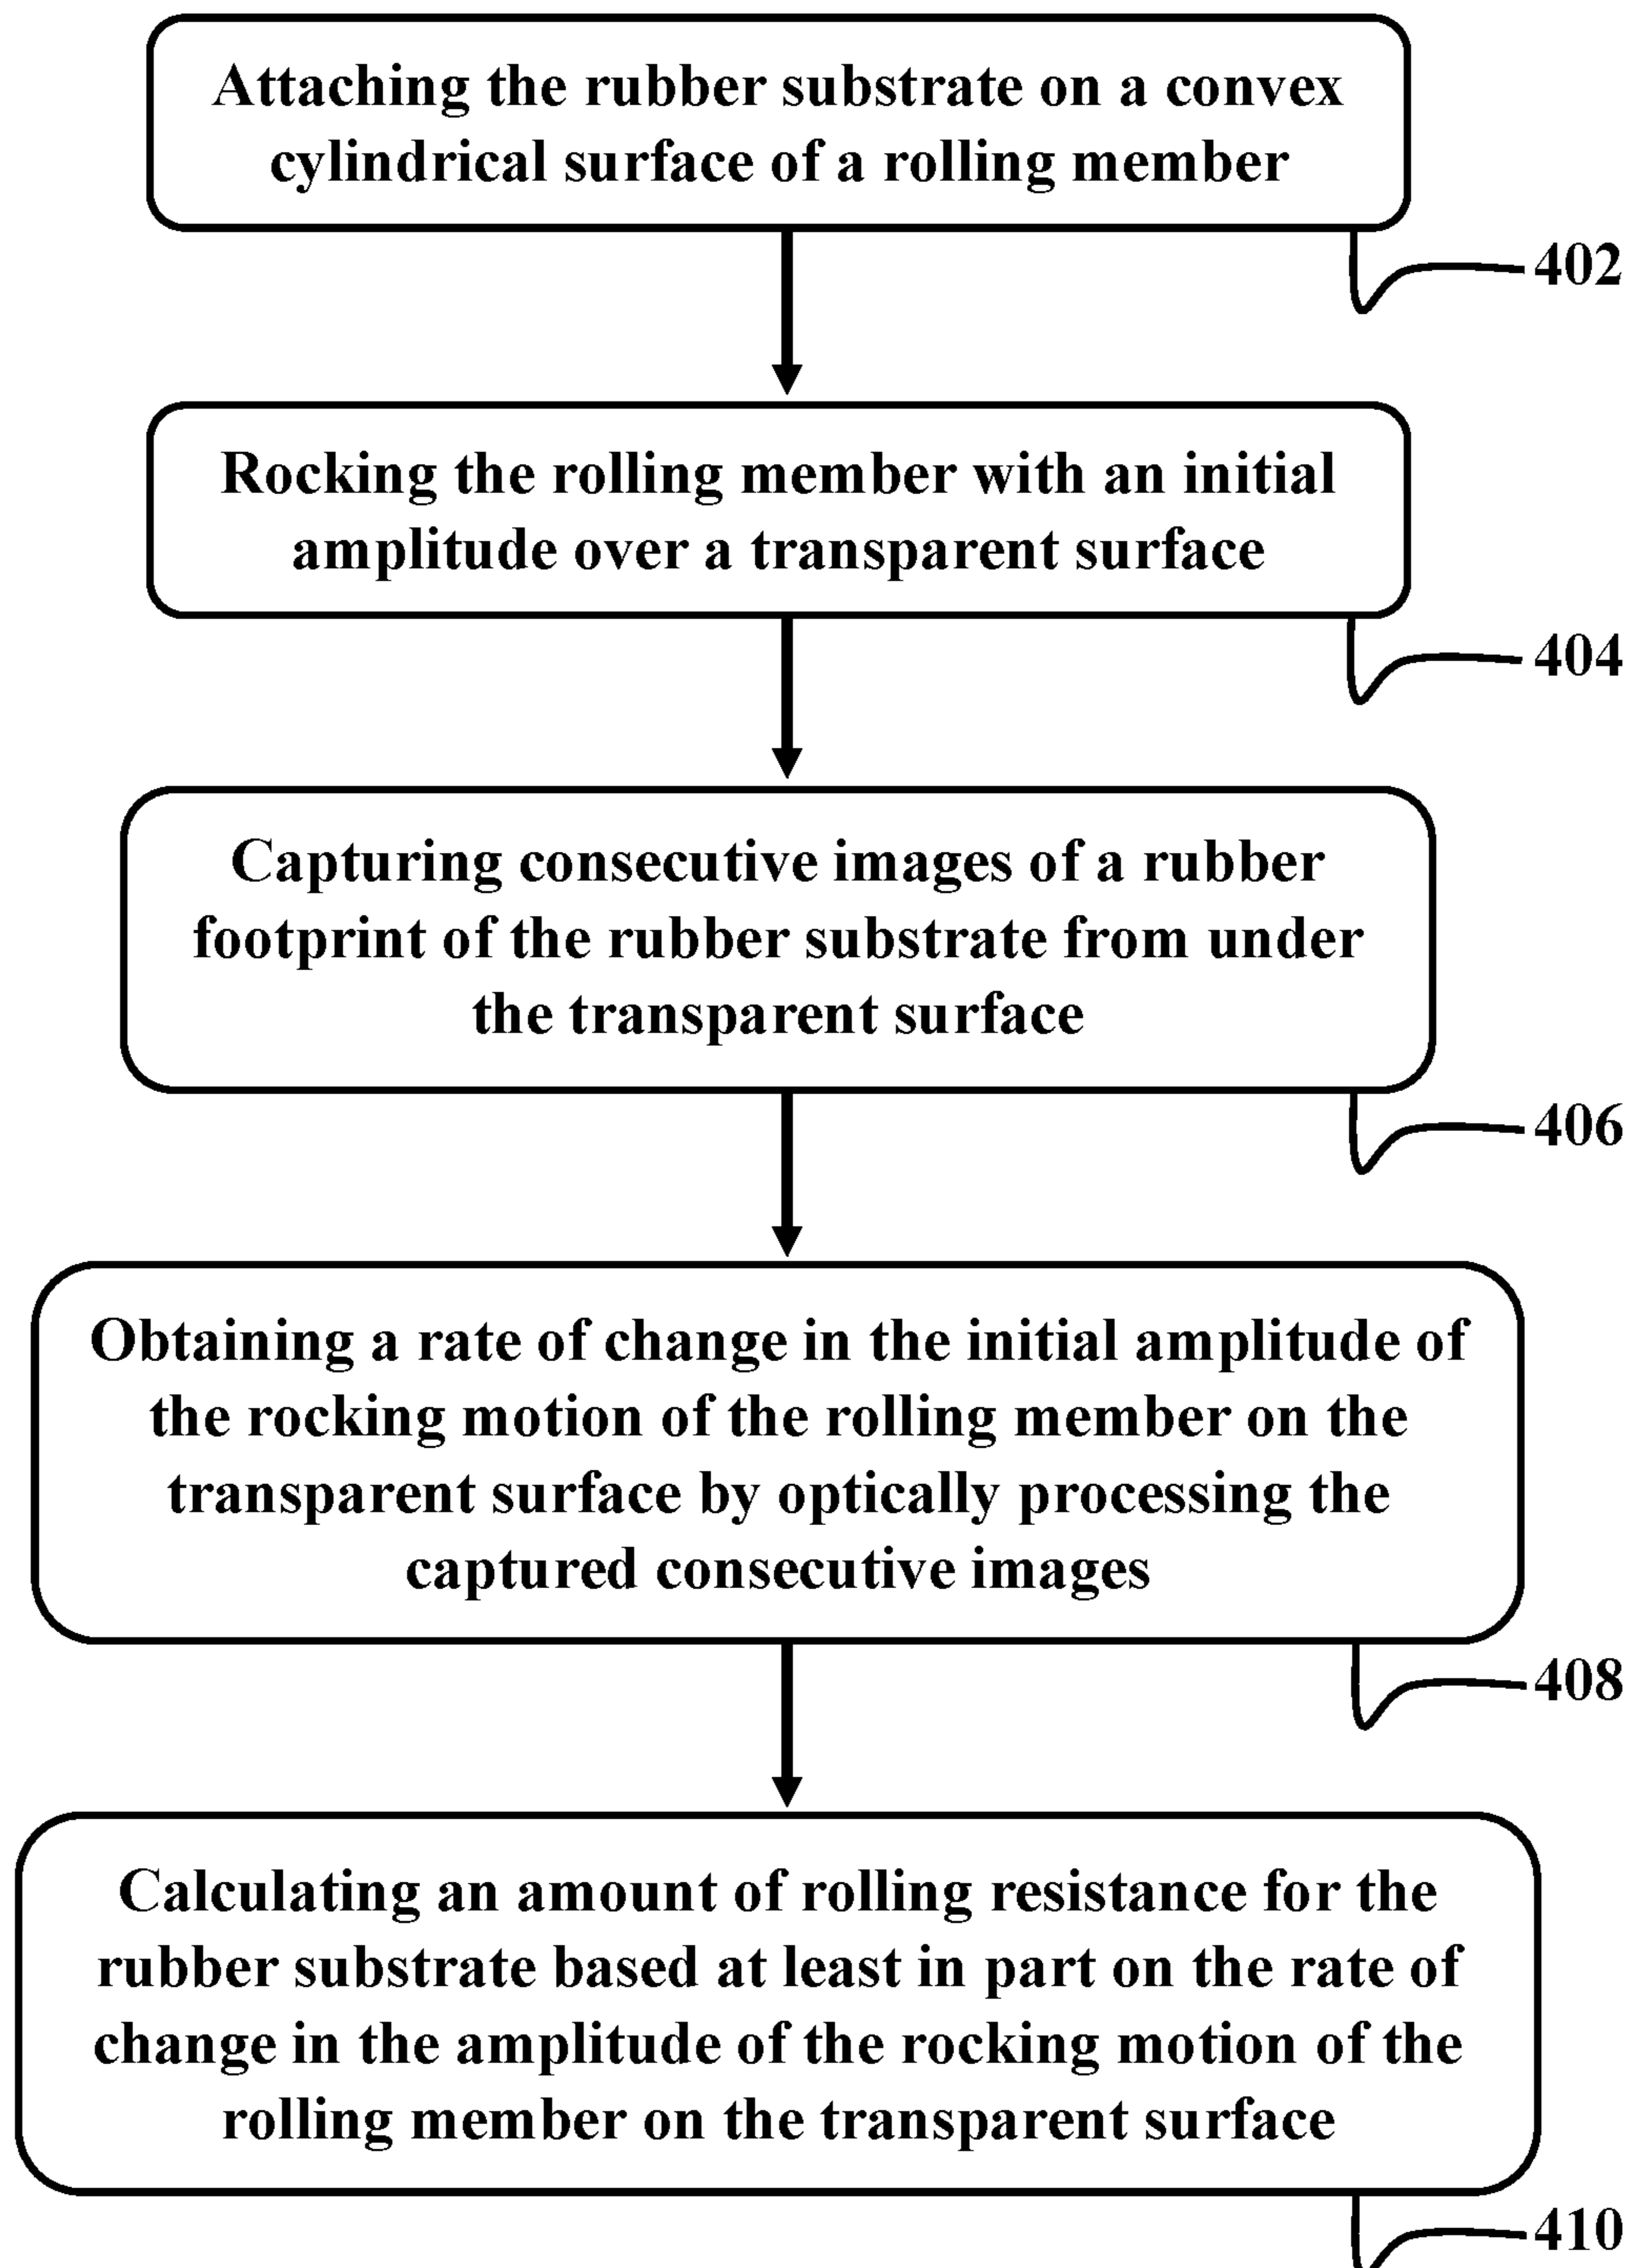 Attaching the rubber substrate on a convex
cylindrical surface of a rolling member
402
Rocking the rolling member with an initial
amplitude over a transparent surface
404
Capturing consecutive images of a rubber
footprint of the rubber substrate from under
the transparent surface
406
Obtaining a rate of change in the initial amplitude of
the rocking motion of the rolling member on the
transparent surface by optically processing the
captured consecutive images
408
Calculating an amount of rolling resistance for the
rubber substrate based at least in part on the rate of
change in the amplitude of the rocking motion of the
rolling member on the transparent surface
410